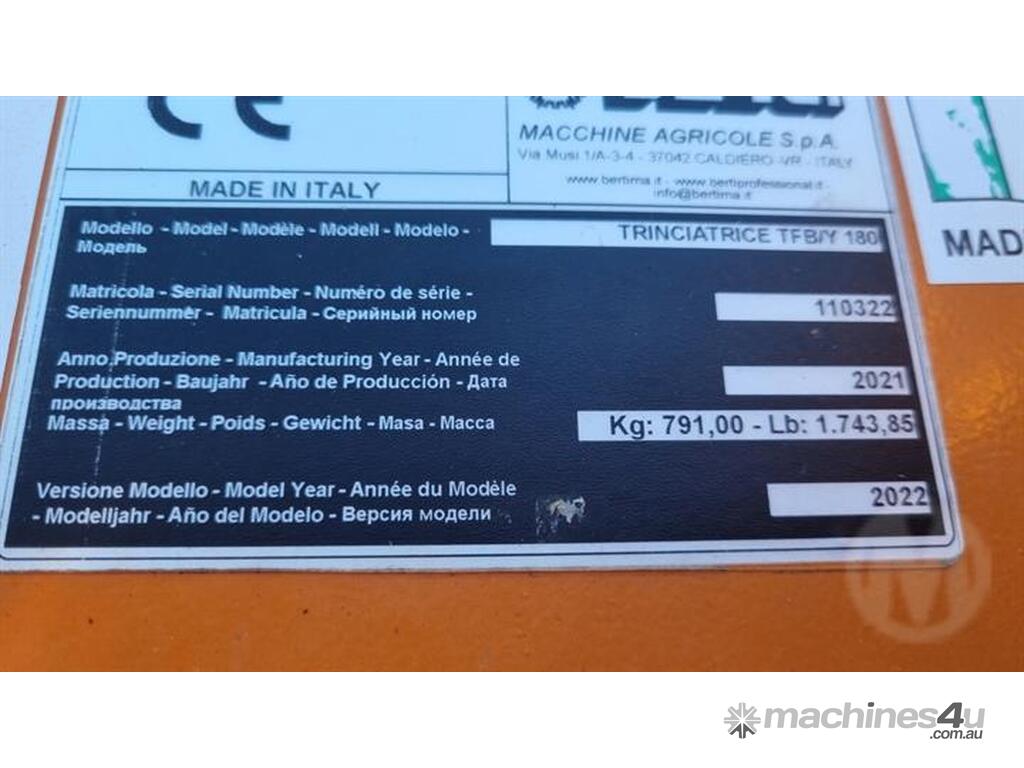 CE
MACCHINE AGRICOLE S.p.A.
Via Musi 1/A-3-4 - 37042 CALDIERO -VR - ITALY
www.bertima.it - www.bertiprofessional.it -
info@bertima.it
MADE IN ITALY
Modello - Model - Modèle - Modell - Modelo -
Модель
TRINCIATRICE TFB/Y 180
Matricola - Serial Number - Numéro de série -
Seriennummer - Matricula - Серийный номер
110322
Anno Produzione - Manufacturing Year - Année de
Production - Baujahr - Año de Producción - Дата
производства
2021
Massa - Weight - Poids - Gewicht - Masa - Масса
Kg: 791,00 - Lb: 1.743,85
Versione Modello - Model Year - Année du Modèle
- Modelljahr - Año del Modelo - Версия модели
2022
MAD
machines4u
.com.au